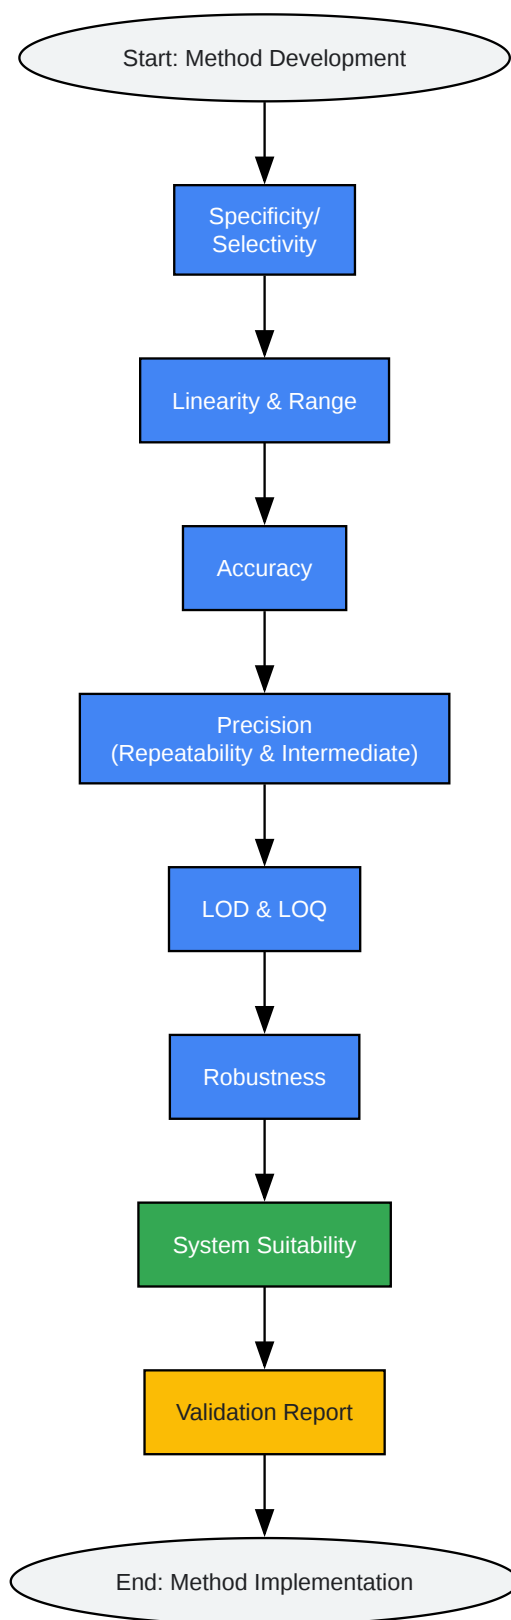 Start: Method Development
Specificity/
Selectivity
Linearity & Range
Accuracy
Precision
(Repeatability & Intermediate)
LOD & LOQ
Robustness
System Suitability
Validation Report
End: Method Implementation